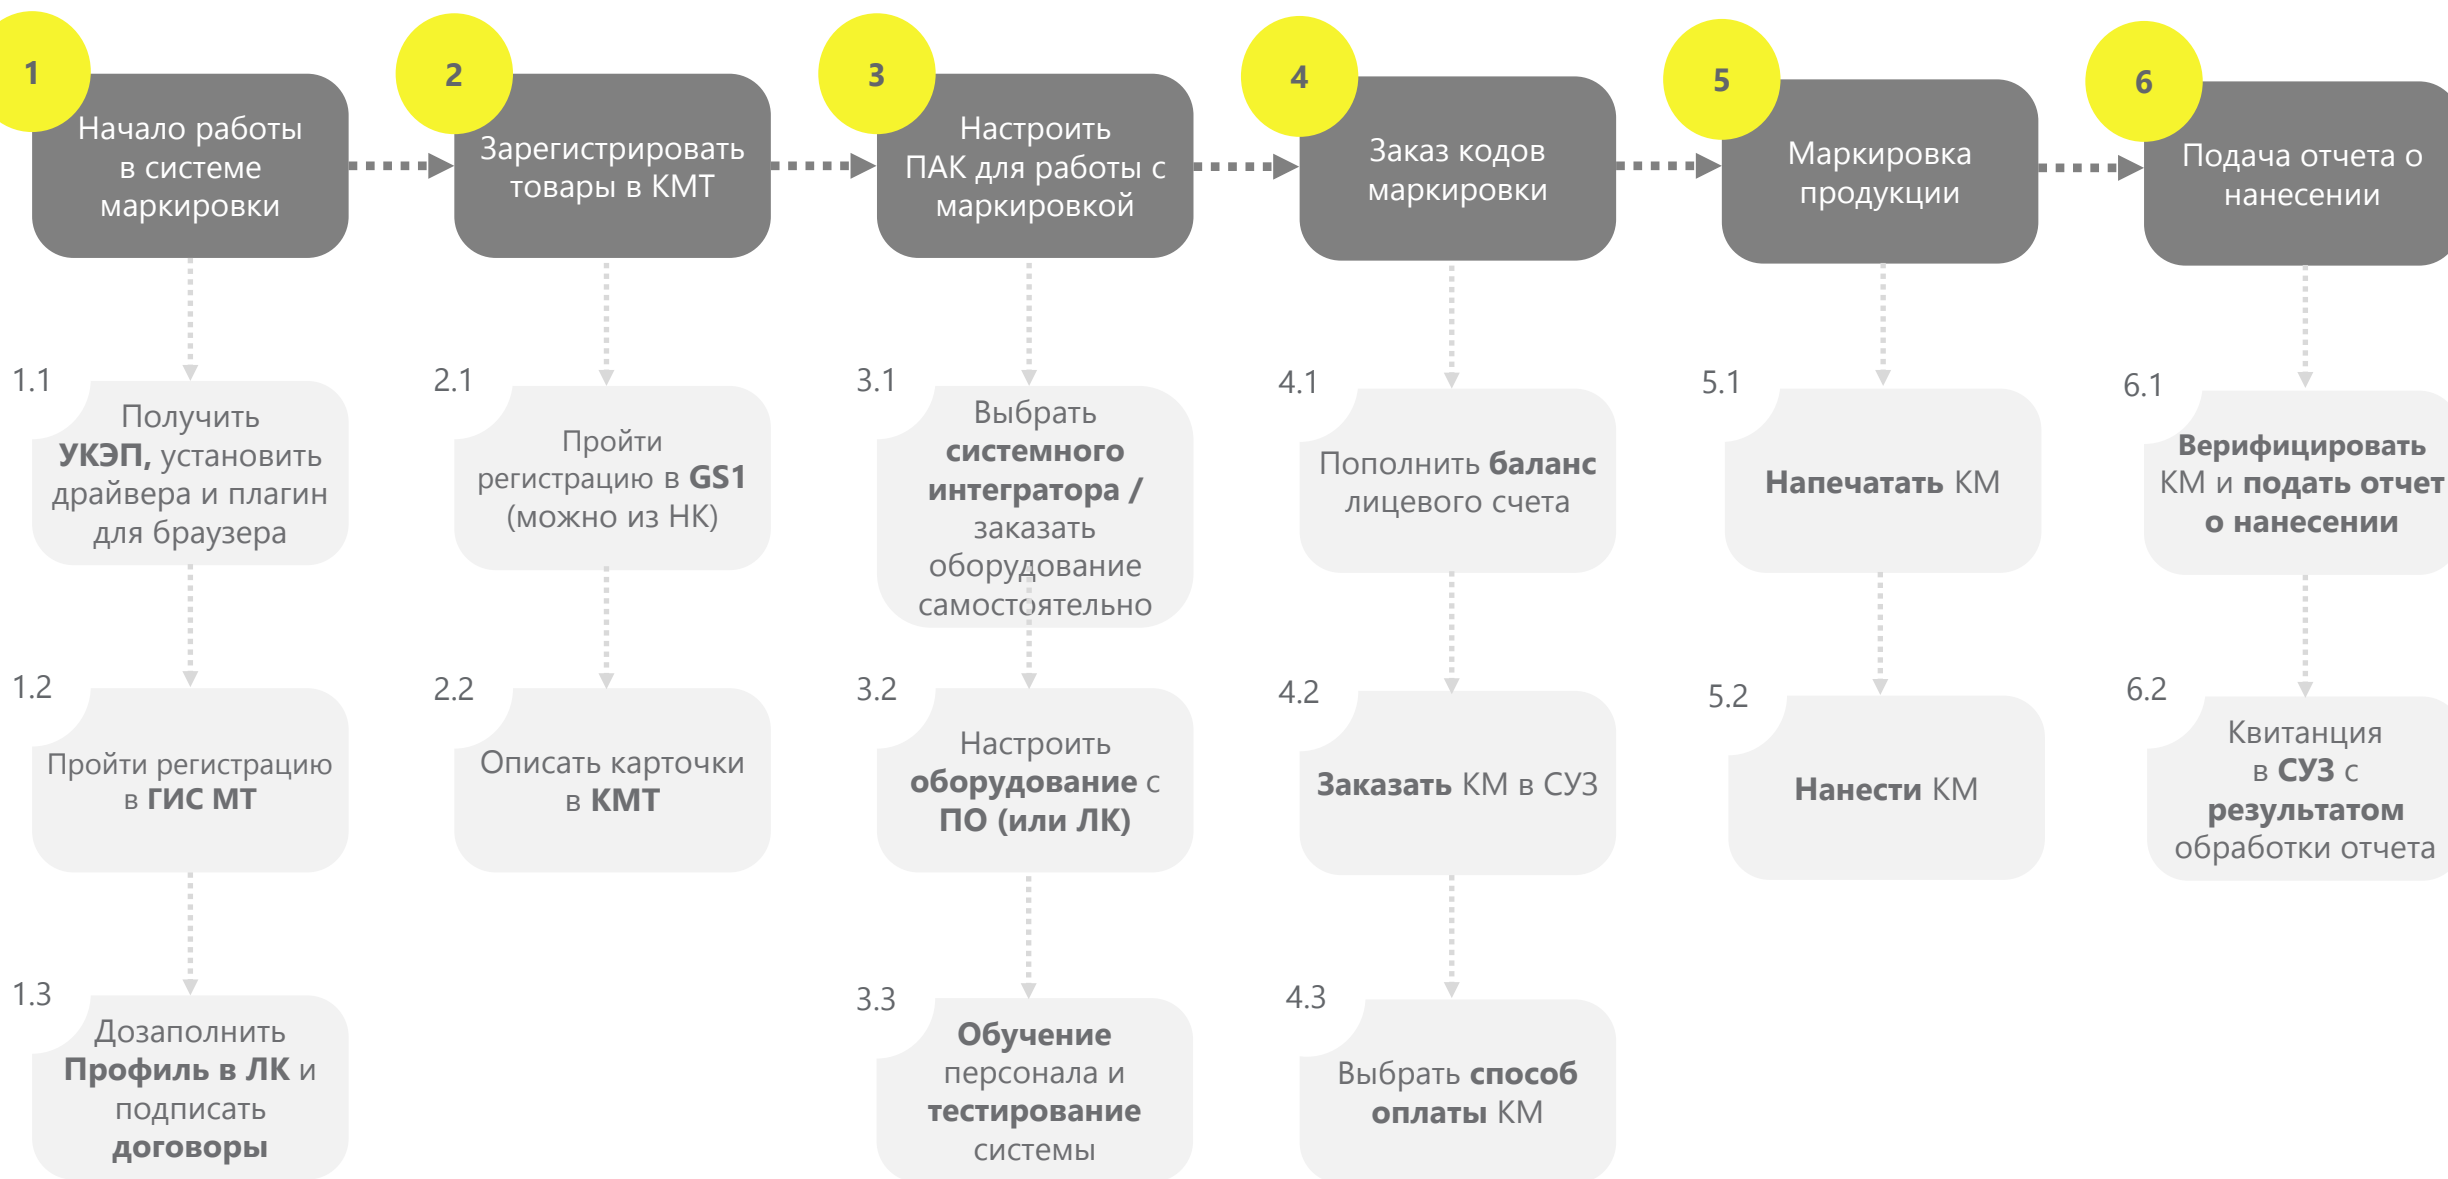 1
Начало работы
в системе
маркировки
2
Зарегистрировать
товары в КМТ
3
Настроить
ПАК для работы с
маркировкой
4
Заказ кодов
маркировки
5
Маркировка
продукции
6
Подача отчета о
нанесении
1.1
Получить
УКЭП, установить
драйвера и плагин
для браузера
2.1
Пройти
регистрацию в GS1
(можно из НК)
3.1
Выбрать
системного
интегратора /
заказать
оборудование
самостоятельно
4.1
Пополнить баланс
лицевого счета
5.1
Напечатать КМ
6.1
Верифицировать
КМ и подать отчет
о нанесении
1.2
Пройти регистрацию
в ГИС МТ
2.2
Описать карточки
в КМТ
3.2
Настроить
оборудование с
ПО (или ЛК)
4.2
Заказать КМ в СУЗ
5.2
Нанести КМ
6.2
Квитанция
в СУЗ с
результатом
обработки отчета
1.3
Дозаполнить
Профиль в ЛК и
подписать
договоры
3.3
Обучение
персонала и
тестирование
системы
4.3
Выбрать способ
оплаты КМ